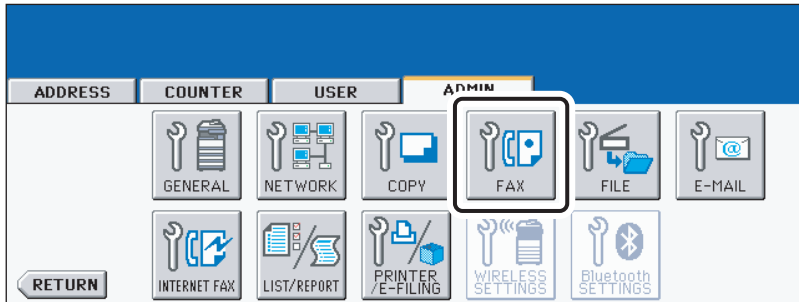 ADDRESS COUNTER USER ADMIN
GENERAL NETWORK COPY FAX FILE E-MAIL
@
INTERNET FAX LIST/REPORT PRINTER /E-FILING WIRELESS SETTINGS Bluetooth SETTINGS
RETURN